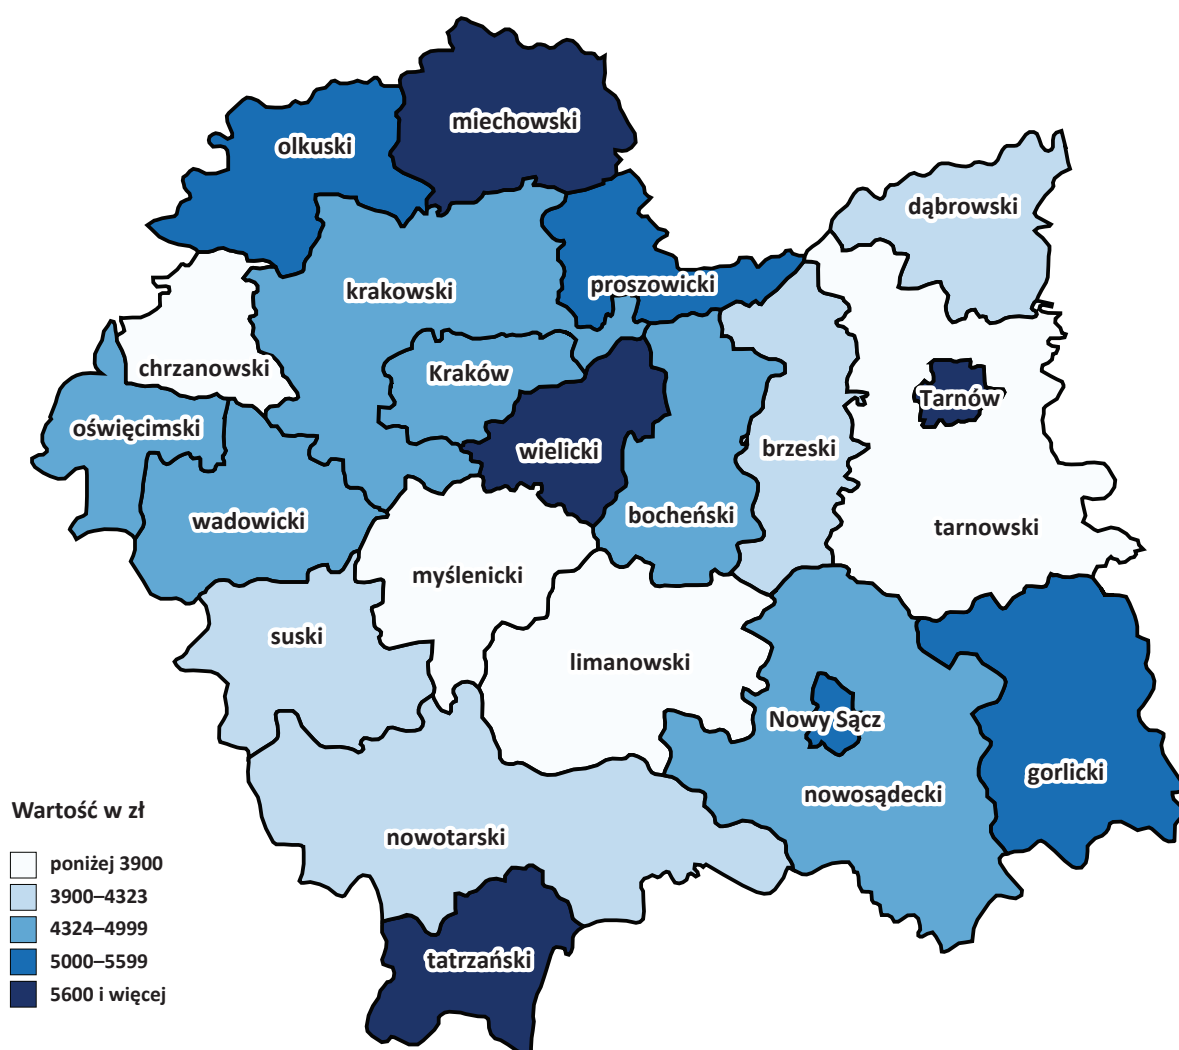 miechowski
olkuski
dąbrowski
krakowski
proszowicki
chrzanowski
Kraków
Tarnów
oświęcimski
wielicki
brzeski
wadowicki
bocheński
tarnowski
myślenicki
suski
limanowski
Nowy Sącz
gorlicki
nowosądecki
nowotarski
tatrzański
Wartość w zł
poniżej 3900
3900–4323
4324–4999
5000–5599
5600 i więcej